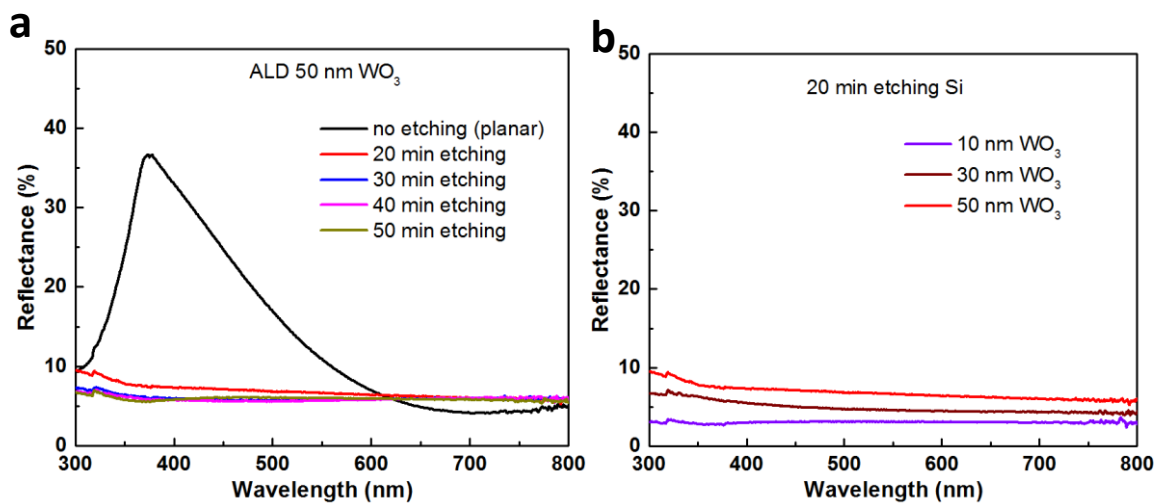 a
50
40
30
20
10
0
Reflectance (%)
ALD 50 nm WO₃
no etching (planar)
20 min etching
30 min etching
40 min etching
50 min etching
300 400 500 600 700 800
Wavelength (nm)
b
50
40
30
20
10
0
Reflectance (%)
20 min etching Si
10 nm WO₃
30 nm WO₃
50 nm WO₃
300 400 500 600 700 800
Wavelength (nm)